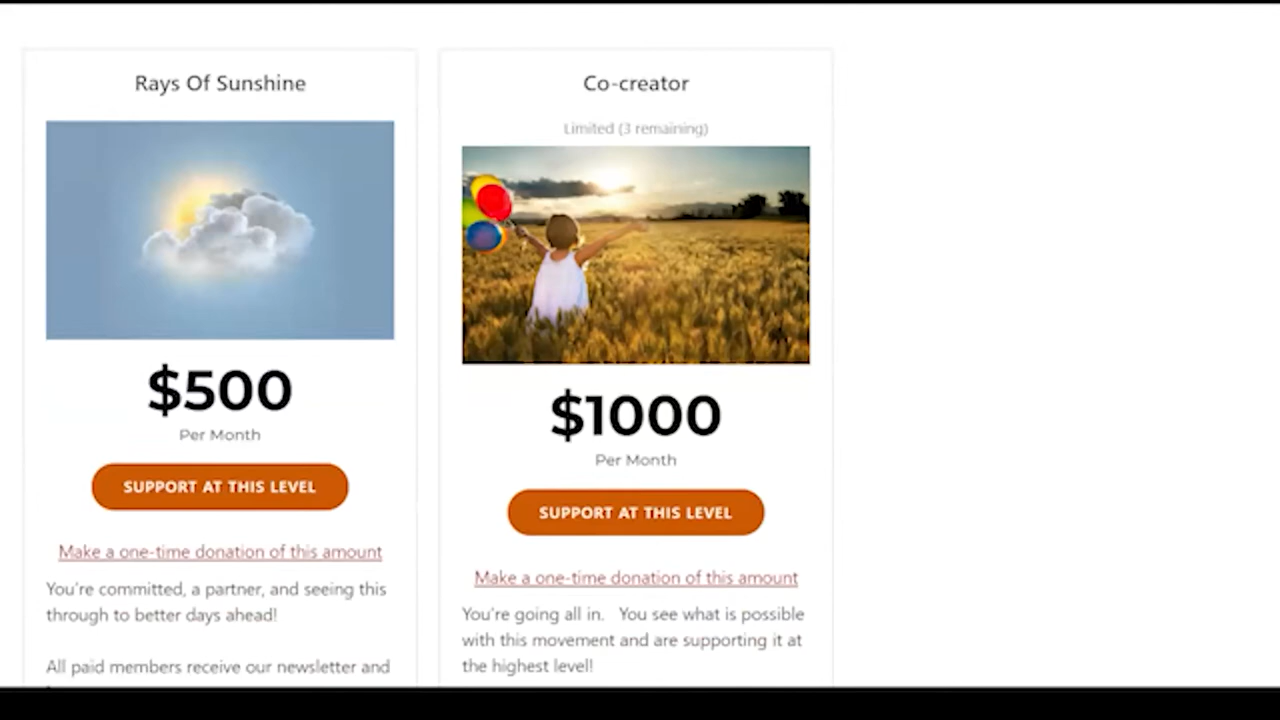 Rays Of Sunshine
$500
Per Month
SUPPORT AT THIS LEVEL
Make a one-time donation of this amount
You're committed, a partner, and seeing this
through to better days ahead!
All paid members receive our newsletter and
Co-creator
Limited (3 remaining)
$1000
Per Month
SUPPORT AT THIS LEVEL
Make a one-time donation of this amount
You're going all in.   You see what is possible
with this movement and are supporting it at
the highest level!